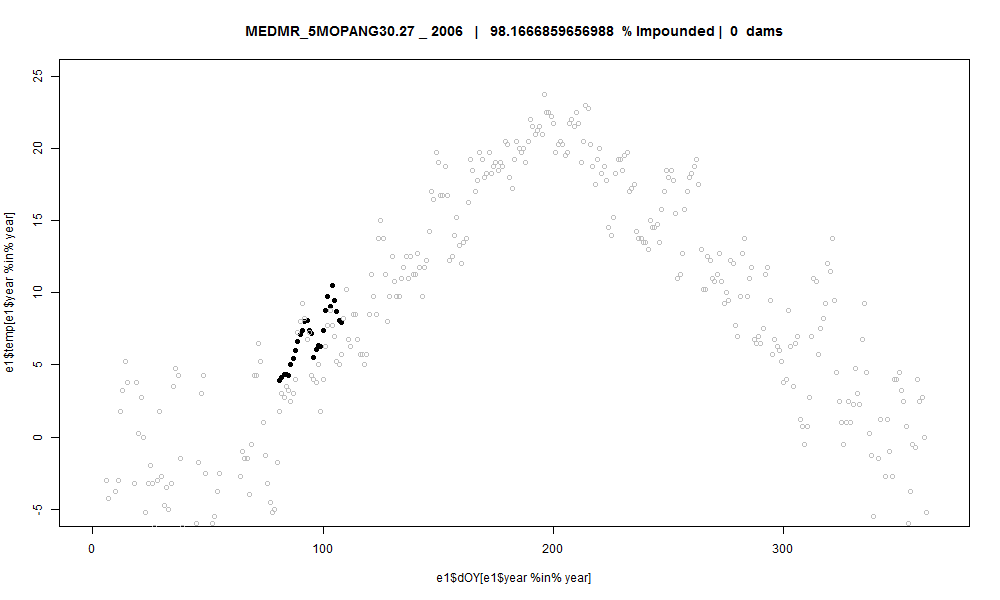 MEDMR_5MOPANG30.27 _ 2006 | 98.1666859656988 % Impounded | 0 dams
25
20
15
10
5
0
-5
e1$temp[e1$year %in% year]
0 100 200 300
e1$dOY[e1$year %in% year]